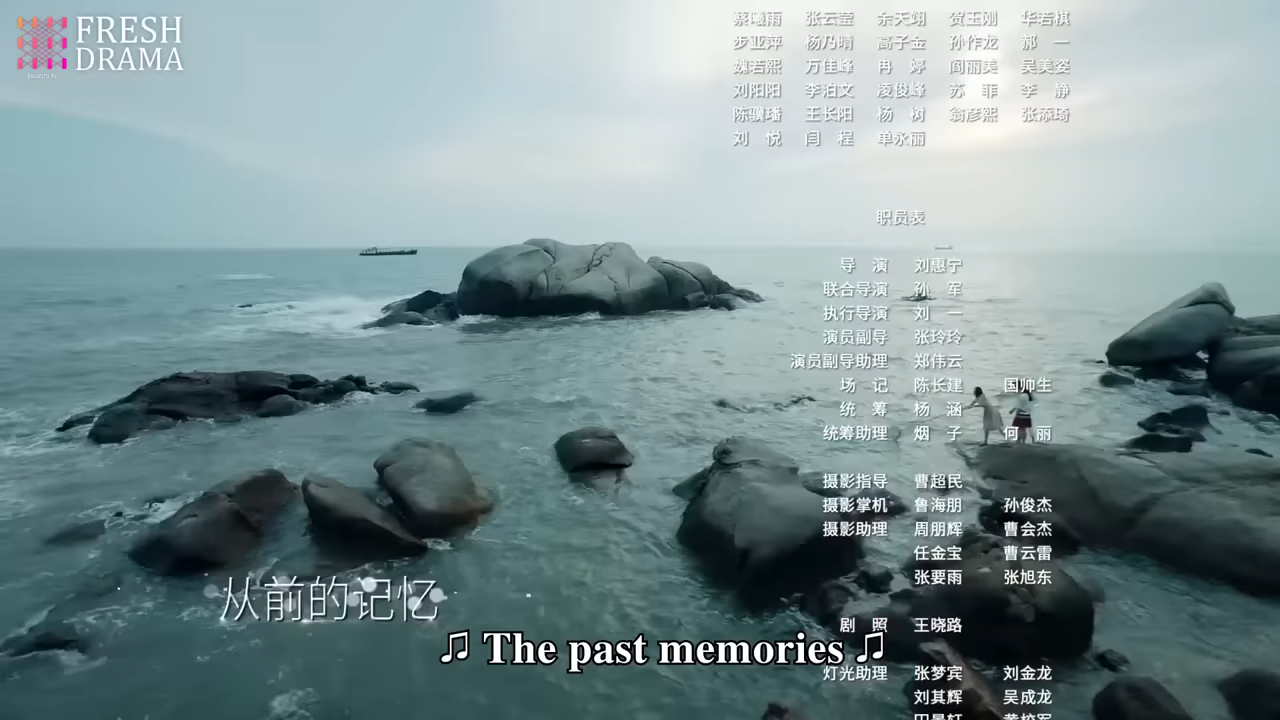 FRESH
DRAMA
蔡曦雨 张云莹 余天翊 贺玉刚 华若棋
步亚萍 杨乃晴 高子金 孙作龙 郝 一
魏若熙 万佳峰 冉 婷 阎丽美 吴美姿
刘阳阳 李泊文 凌俊峰 苏 菲 李 静
陈骥璠 王长阳 杨 树 翁彦熙 张添琦
刘 悦 闫 程 单永丽
职员表
导 演 刘惠宁
联合导演 孙 军
执行导演 刘 一
演员副导 张玲玲
演员副导助理 郑伟云
场 记 陈长建 国帅生
统 筹 杨 涵
统筹助理 烟 子 何 丽
摄影指导 曹超民
摄影掌机 鲁海朋 孙俊杰
摄影助理 周朋辉 曹会杰
任金宝 曹云雷
张要雨 张旭东
从前的记忆
剧 照 王晓路
♫ The past memories ♫
灯光助理 张梦宾 刘金龙
刘其辉 吴成龙